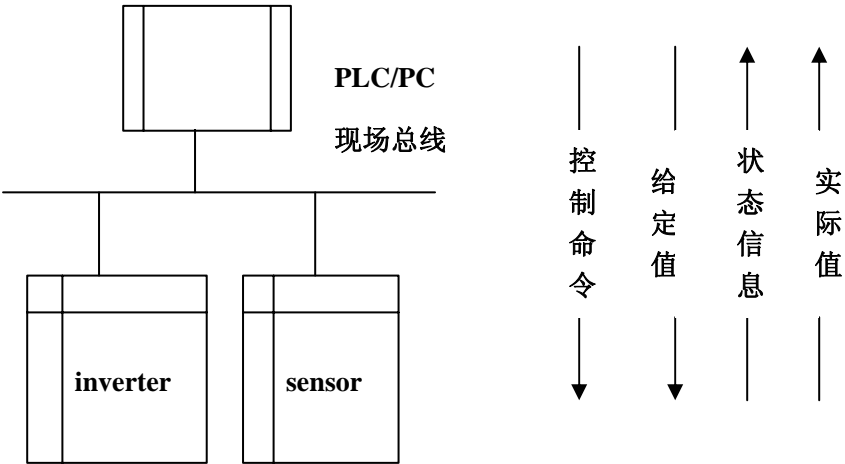 PLC/PC
现场总线
inverter
sensor
控制命令
给定值
状态信息
实际值